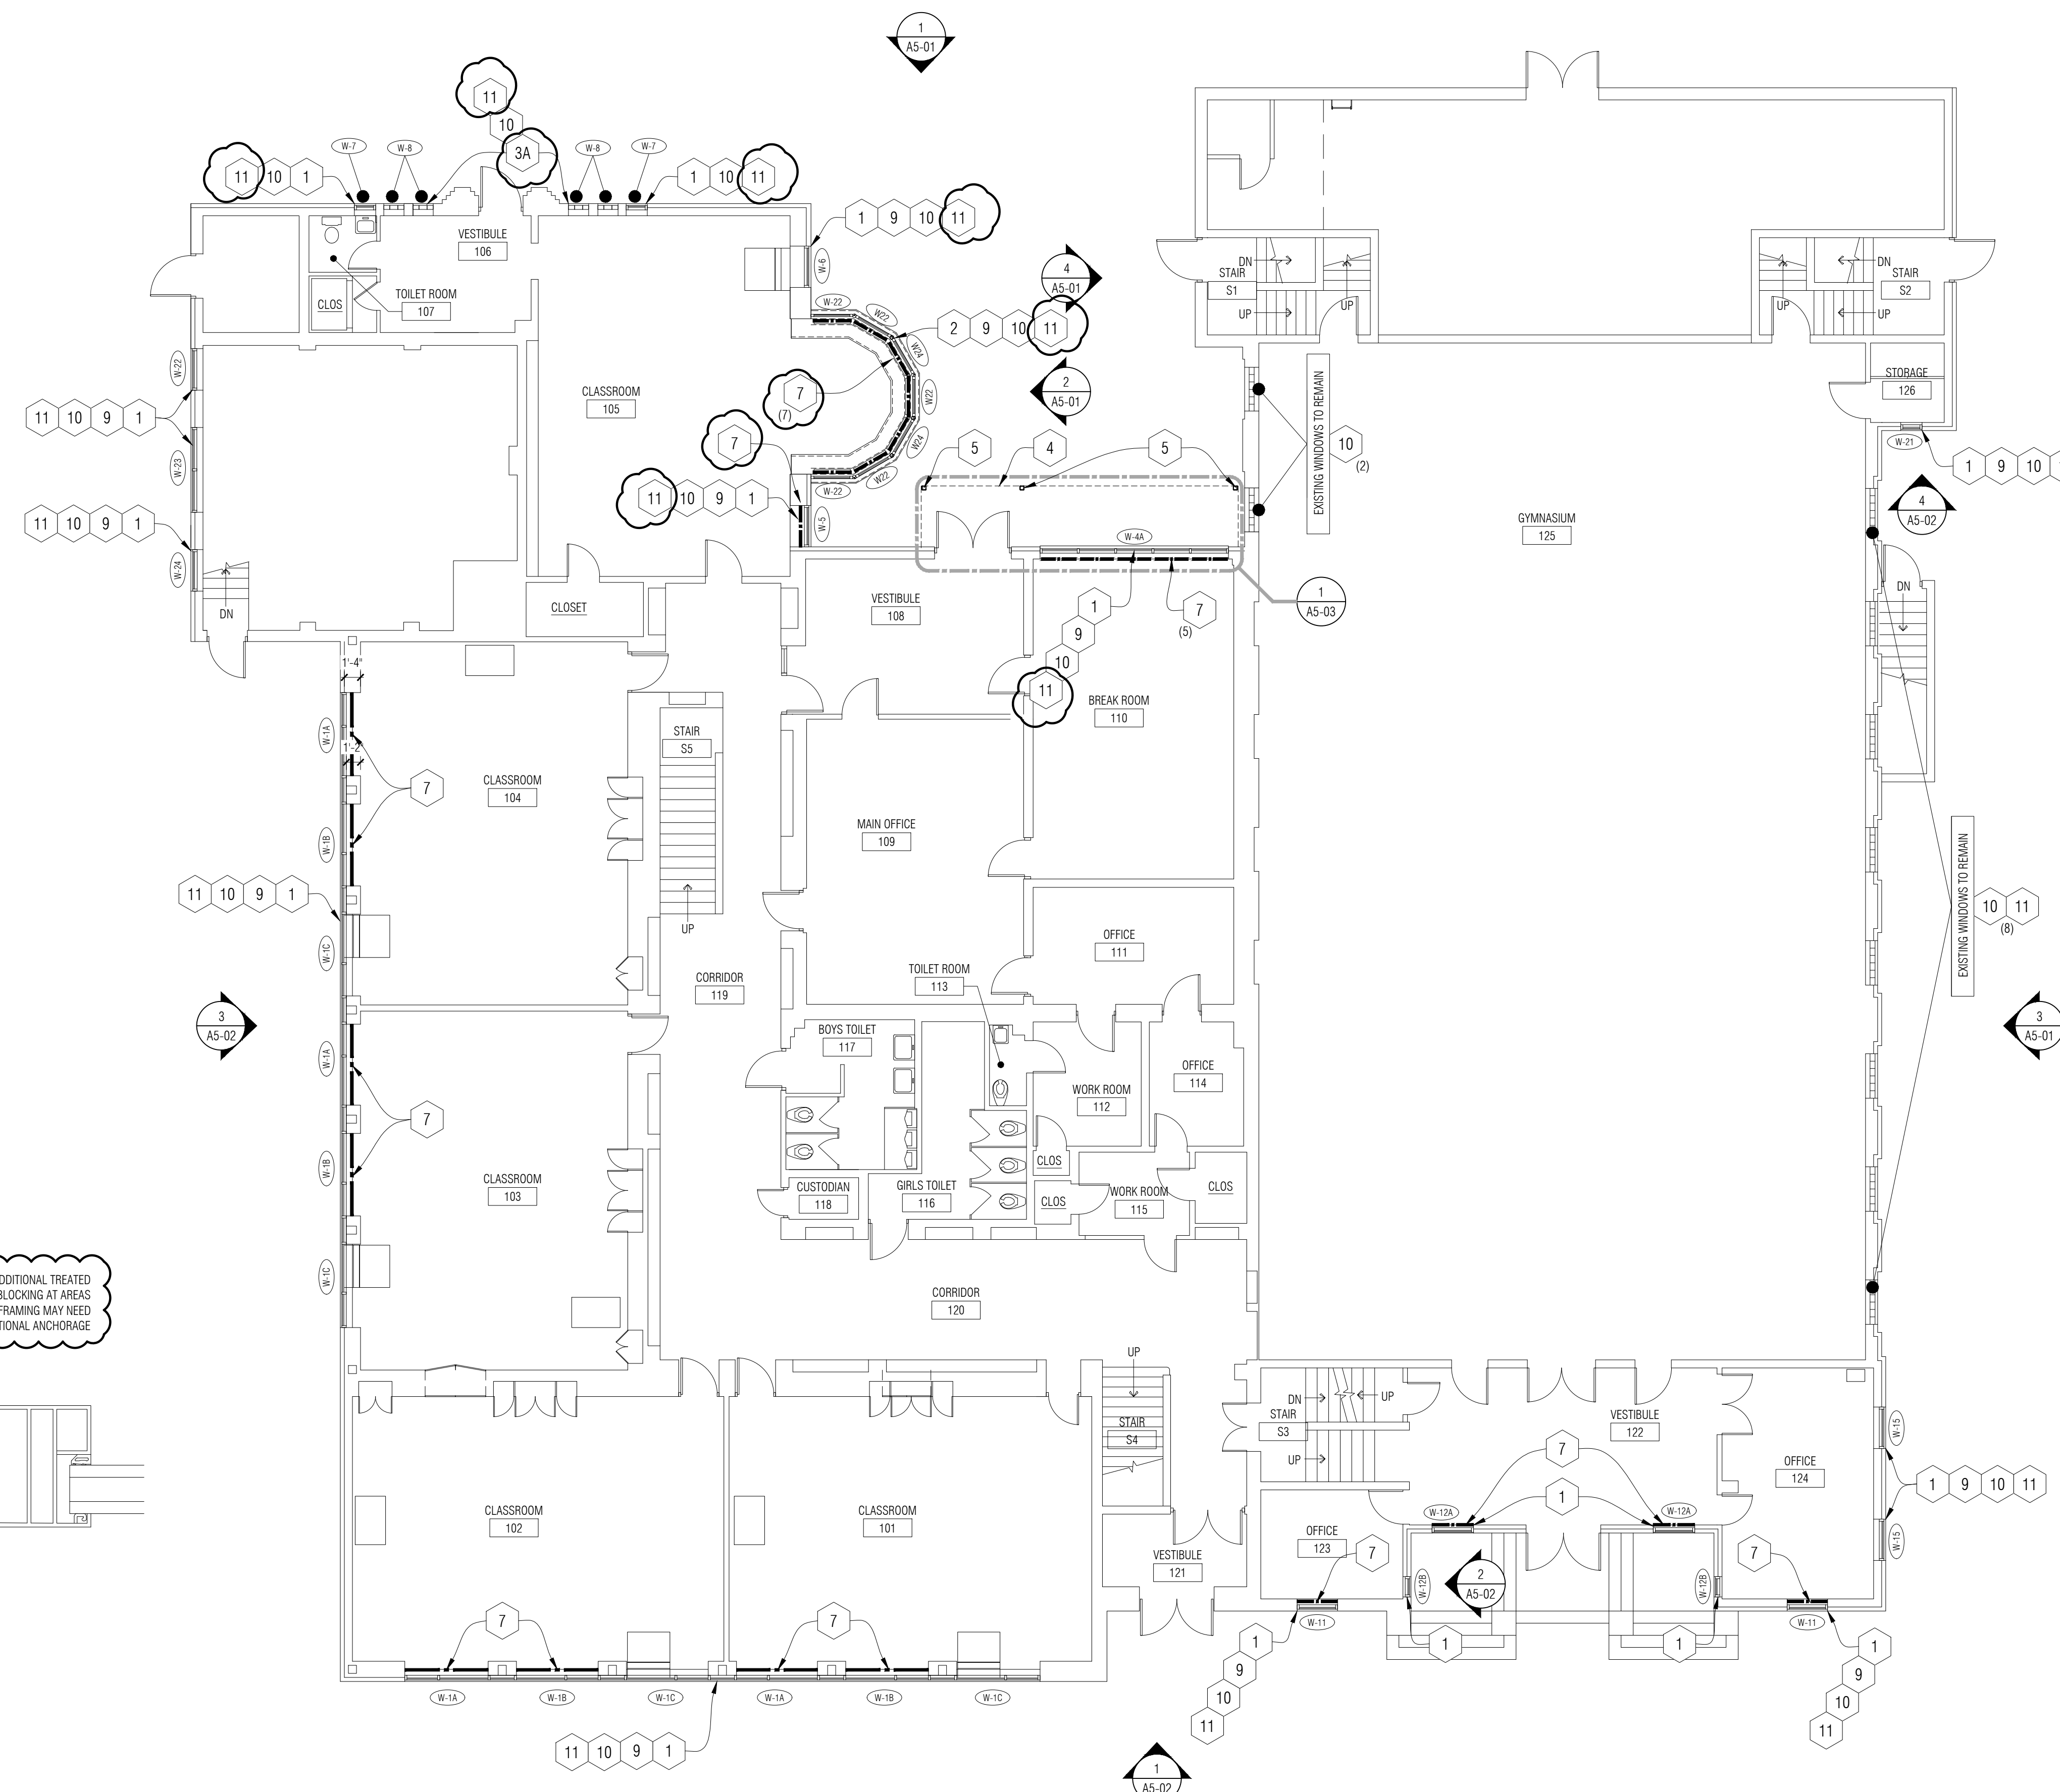 1
A5-01
11
10
3A
W-7
W-8
W-8
W-7
11 10 1
1 10 11
1 9 10 11
VESTIBULE
106
W-6
4
A5-01
DN
STAIR
S1
UP
UP
DN
STAIR
S2
UP
UP
CLOS
TOILET ROOM
107
W-22
W22
W24
W22
W24
W22
W-22
2 9 10 11
7
(7)
2
A5-01
W-22
11 10 9 1
W-23
11 10 9 1
W-24
DN
CLASSROOM
105
7
11 10 9 1
W-5
5
4
5
EXISTING WINDOWS TO REMAIN
10
(2)
STORAGE
126
W-21
1 9 10
4
A5-02
GYMNASIUM
125
W-4A
1
A5-03
7
(5)
1
9
10
11
DN
CLOSET
VESTIBULE
108
1'-4"
W-1A
1'-2"
7
W-1B
STAIR
S5
UP
BREAK ROOM
110
CLASSROOM
104
MAIN OFFICE
109
11 10 9 1
W-1C
EXISTING WINDOWS TO REMAIN
10 11
(8)
OFFICE
111
TOILET ROOM
113
CORRIDOR
119
3
A5-02
3
A5-01
W-1A
7
W-1B
W-1C
BOYS TOILET
117
OFFICE
114
WORK ROOM
112
CLOS
CLASSROOM
103
CUSTODIAN
118
GIRLS TOILET
116
CLOS
WORK ROOM
115
CLOS
DDITIONAL TREATED
BLOCKING AT AREAS
FRAMING MAY NEED
TIONAL ANCHORAGE
CORRIDOR
120
UP
STAIR
S4
DN
UP
STAIR
S3
UP
VESTIBULE
122
W-15
7
1
OFFICE
124
1 9 10 11
W-15
CLASSROOM
102
CLASSROOM
101
W-12A
W-12A
OFFICE
123
7
7
VESTIBULE
121
W-12B
2
A5-02
W-12B
7
7
W-11
1
1
W-11
1
9
10
11
1
9
10
11
W-1A
W-1B
W-1C
W-1A
W-1B
W-1C
11 10 9 1
1
A5-02